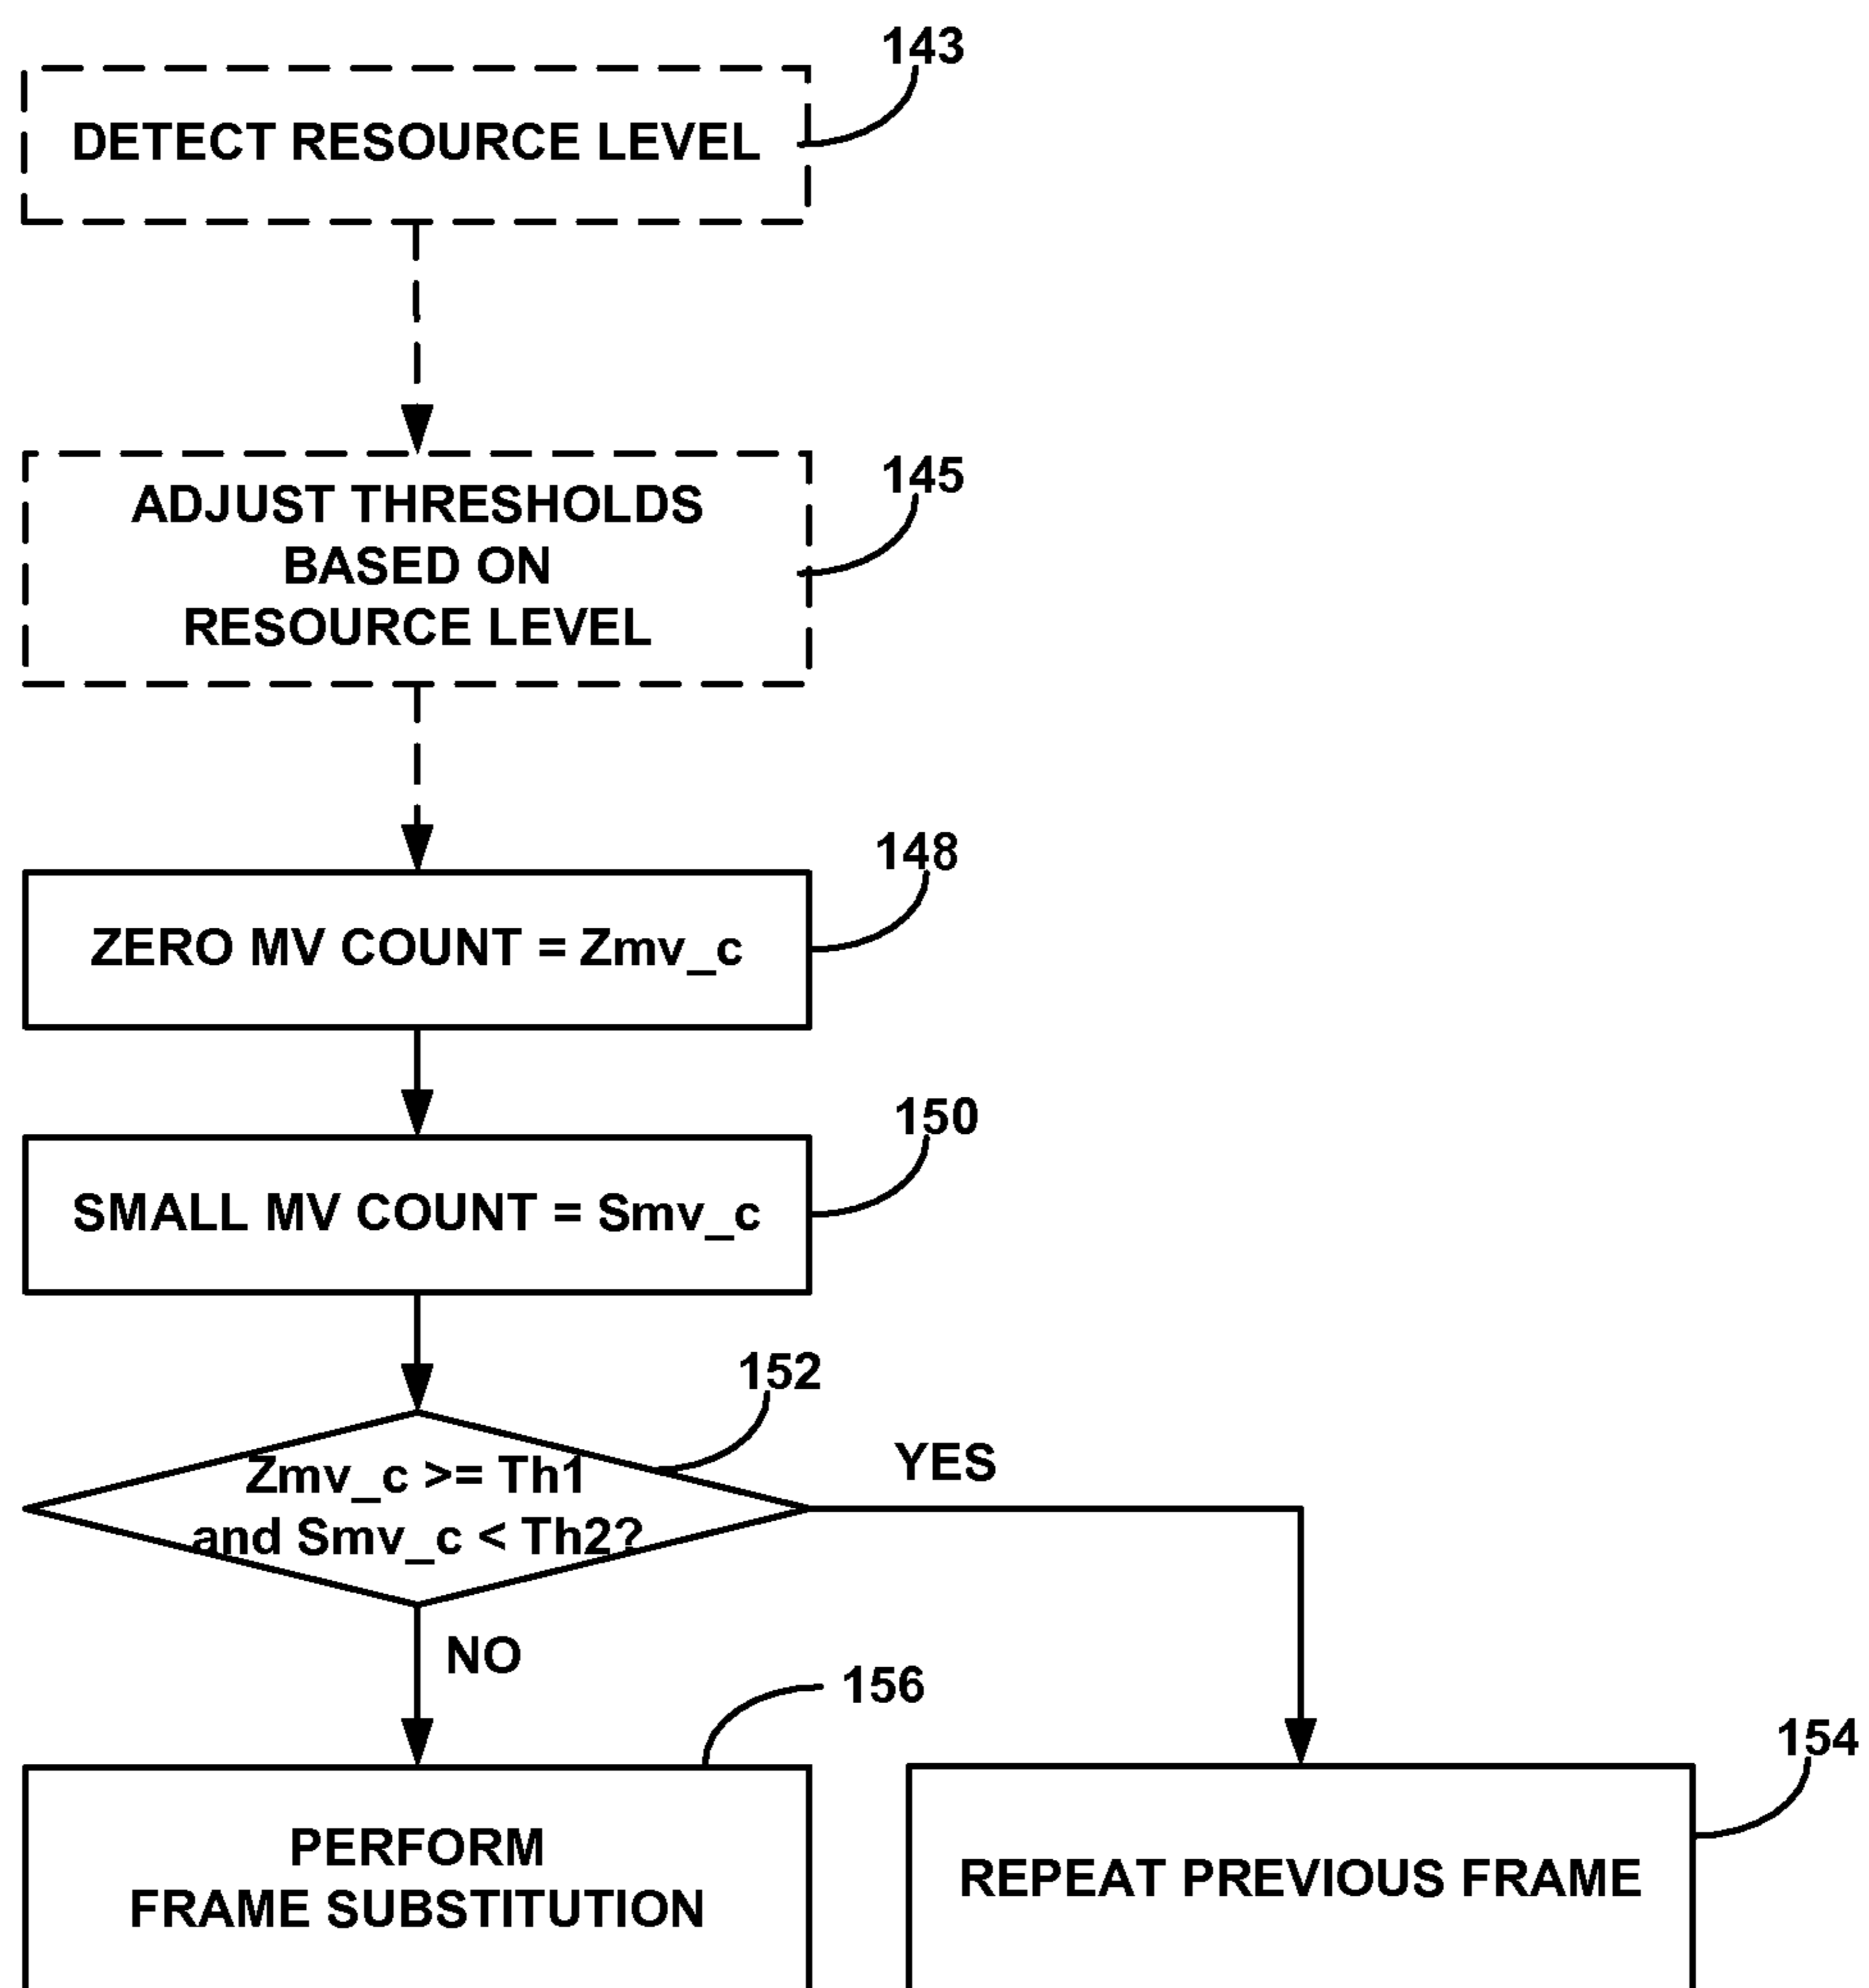 143
DETECT RESOURCE LEVEL
145
ADJUST THRESHOLDS
BASED ON
RESOURCE LEVEL
148
ZERO MV COUNT = Zmv_c
150
SMALL MV COUNT = Smv_c
152
Zmv_c >= Th1
and Smv_c < Th2?
YES
NO
156
154
PERFORM
FRAME SUBSTITUTION
REPEAT PREVIOUS FRAME